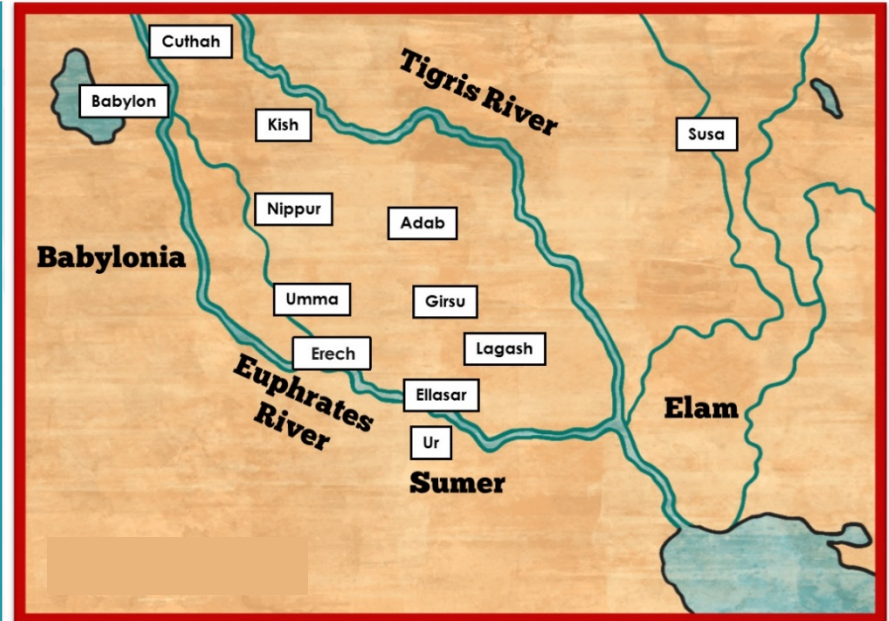 Cuthah
Tigris River
Babylon
Kish
Susa
Nippur
Adab
Babylonia
Umma
Girsu
Erech
Lagash
Euphrates
River
Ellasar
Elam
Ur
Sumer